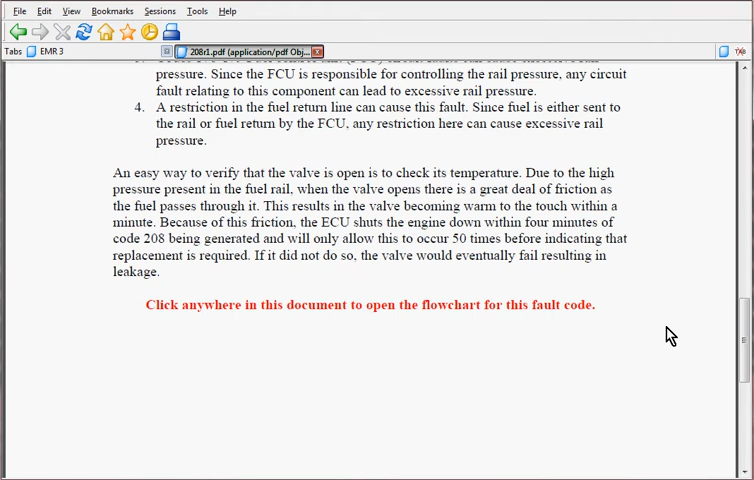 File Edit View Bookmarks Sessions Tools Help
Tabs EMR 3 208r1.pdf (application/pdf Obj...
pressure. Since the FCU is responsible for controlling the rail pressure, any circuit
fault relating to this component can lead to excessive rail pressure.
4. A restriction in the fuel return line can cause this fault. Since fuel is either sent to
the rail or fuel return by the FCU, any restriction here can cause excessive rail
pressure.
An easy way to verify that the valve is open is to check its temperature. Due to the high
pressure present in the fuel rail, when the valve opens there is a great deal of friction as
the fuel passes through it. This results in the valve becoming warm to the touch within a
minute. Because of this friction, the ECU shuts the engine down within four minutes of
code 208 being generated and will only allow this to occur 50 times before indicating that
replacement is required. If it did not do so, the valve would eventually fail resulting in
leakage.
Click anywhere in this document to open the flowchart for this fault code.